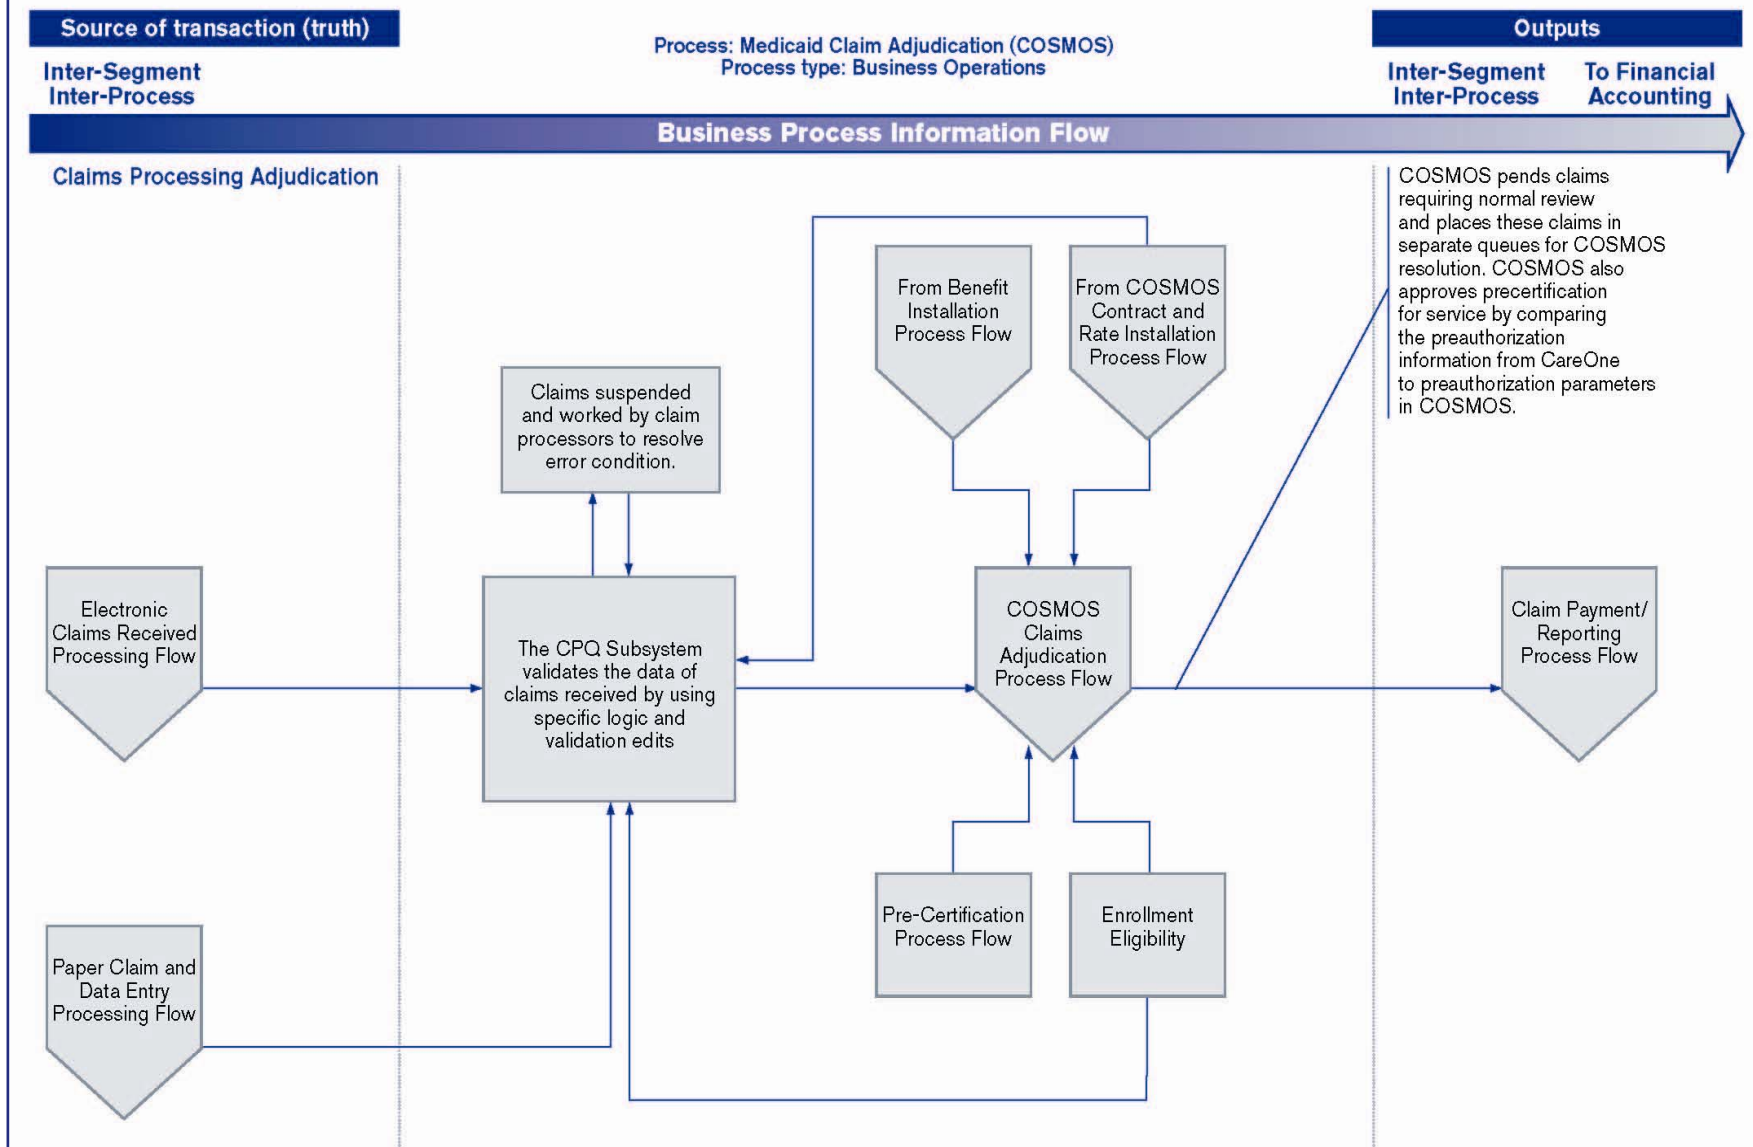 Source of transaction (truth)
Inter-Segment
Inter-Process
Process: Medicaid Claim Adjudication (COSMOS)
Process type: Business Operations
Outputs
Inter-Segment
Inter-Process
To Financial
Accounting
Business Process Information Flow
Claims Processing Adjudication
COSMOS pends claims
requiring normal review
and places these claims in
separate queues for COSMOS
resolution. COSMOS also
approves precertification
for service by comparing
the preauthorization
information from CareOne
to preauthorization parameters
in COSMOS.
From Benefit
Installation
Process Flow
From COSMOS
Contract and
Rate Installation
Process Flow
Claims suspended
and worked by claim
processors to resolve
error condition.
Electronic
Claims Received
Processing Flow
The CPQ Subsystem
validates the data of
claims received by using
specific logic and
validation edits
COSMOS
Claims
Adjudication
Process Flow
Claim Payment/
Reporting
Process Flow
Pre-Certification
Process Flow
Enrollment
Eligibility
Paper Claim and
Data Entry
Processing Flow